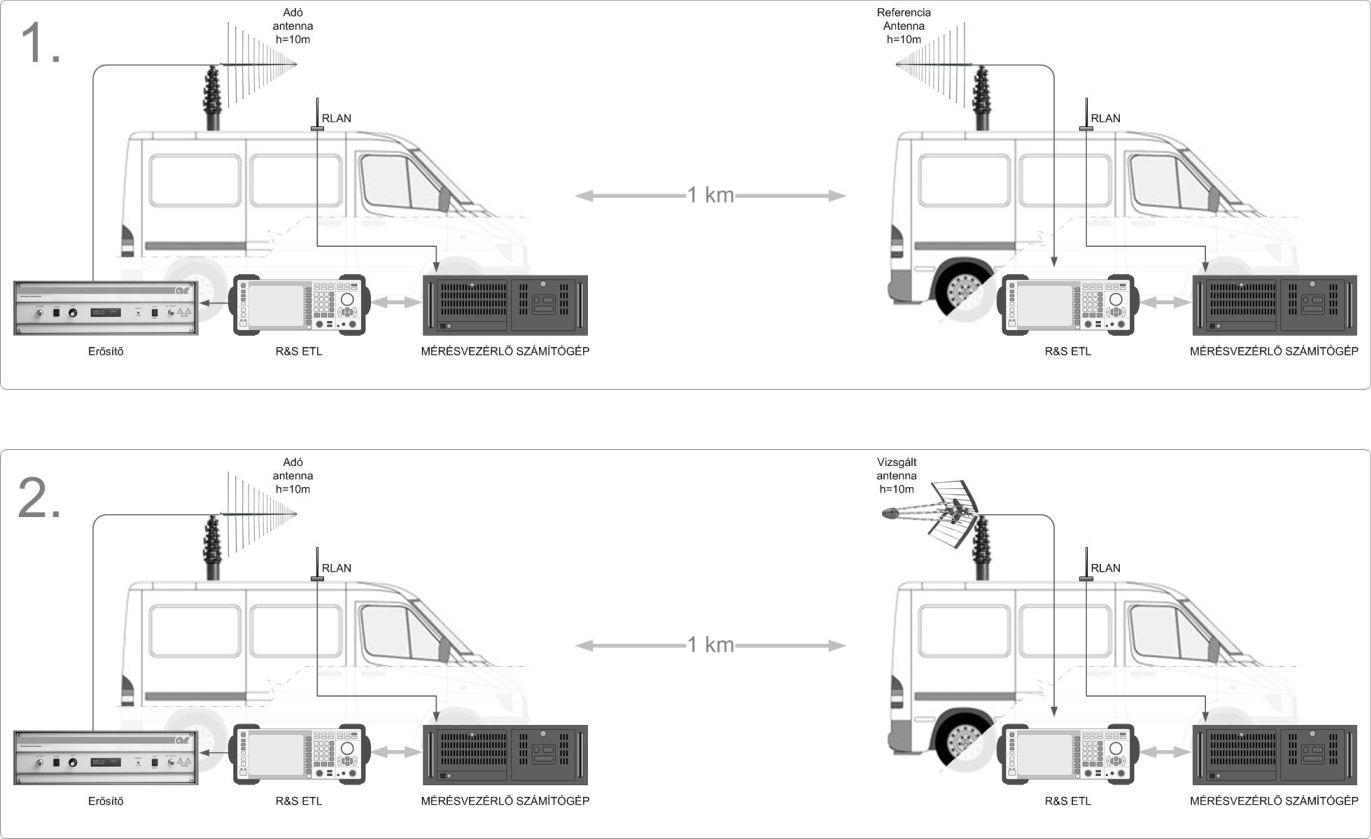 1.
Adó
antenna
h=10m
Referencia
Antenna
h=10m
RLAN
RLAN
1 km
Erősítő
R&S ETL
MÉRÉSVEZÉRLŐ SZÁMÍTÓGÉP
R&S ETL
MÉRÉSVEZÉRLŐ SZÁMÍTÓGÉP
2.
Adó
antenna
h=10m
Vizsgált
antenna
h=10m
RLAN
RLAN
1 km
Erősítő
R&S ETL
MÉRÉSVEZÉRLŐ SZÁMÍTÓGÉP
R&S ETL
MÉRÉSVEZÉRLŐ SZÁMÍTÓGÉP